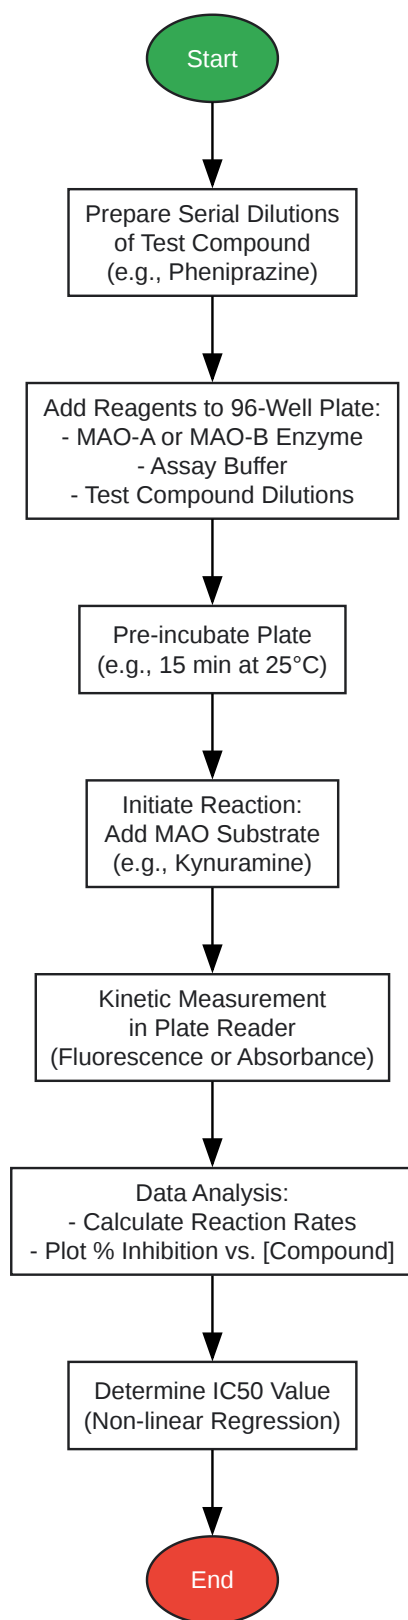 Start
Prepare Serial Dilutions
of Test Compound
(e.g., Pheniprazine)
Add Reagents to 96-Well Plate:
- MAO-A or MAO-B Enzyme
- Assay Buffer
- Test Compound Dilutions
Pre-incubate Plate
(e.g., 15 min at 25°C)
Initiate Reaction:
Add MAO Substrate
(e.g., Kynuramine)
Kinetic Measurement
in Plate Reader
(Fluorescence or Absorbance)
Data Analysis:
- Calculate Reaction Rates
- Plot % Inhibition vs. [Compound]
Determine IC50 Value
(Non-linear Regression)
End